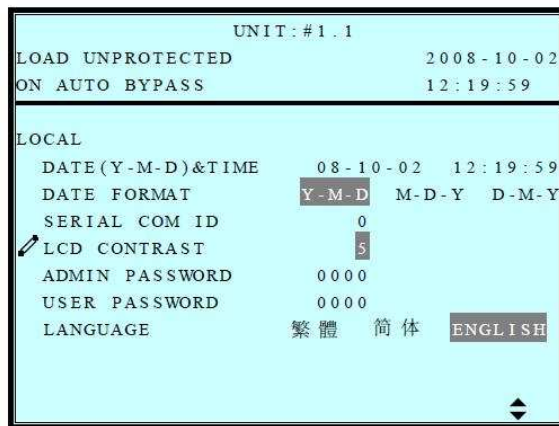 UNIT:#1.1
LOAD UNPROTECTED 2008-10-02
ON AUTO BYPASS 12:19:59
LOCAL
DATE(Y-M-D)&TIME 08-10-02 12:19:59
DATE FORMAT Y-M-D M-D-Y D-M-Y
SERIAL COM ID 0
LCD CONTRAST 5
ADMIN PASSWORD 0000
USER PASSWORD 0000
LANGUAGE 繁體 简体 ENGLISH